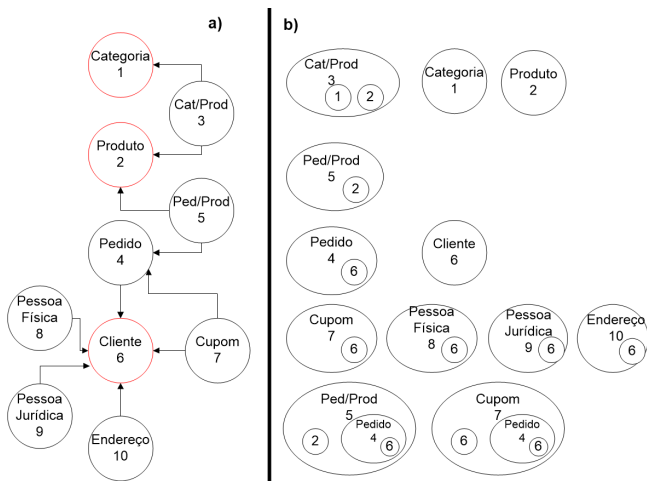 a)
Categoria
1
Cat/Prod
3
Produto
2
Ped/Prod
5
Pedido
4
Pessoa
Física
8
Cliente
6
Cupom
7
Pessoa
Jurídica
9
Endereço
10
b)
Cat/Prod
3
1 2
Categoria
1
Produto
2
Ped/Prod
5
2
Pedido
4
6
Cliente
6
Cupom
7
6
Pessoa
Física
8
6
Pessoa
Jurídica
9
6
Endereço
10
6
Ped/Prod
5
2
Pedido
4
6
Cupom
7
6
Pedido
4
6